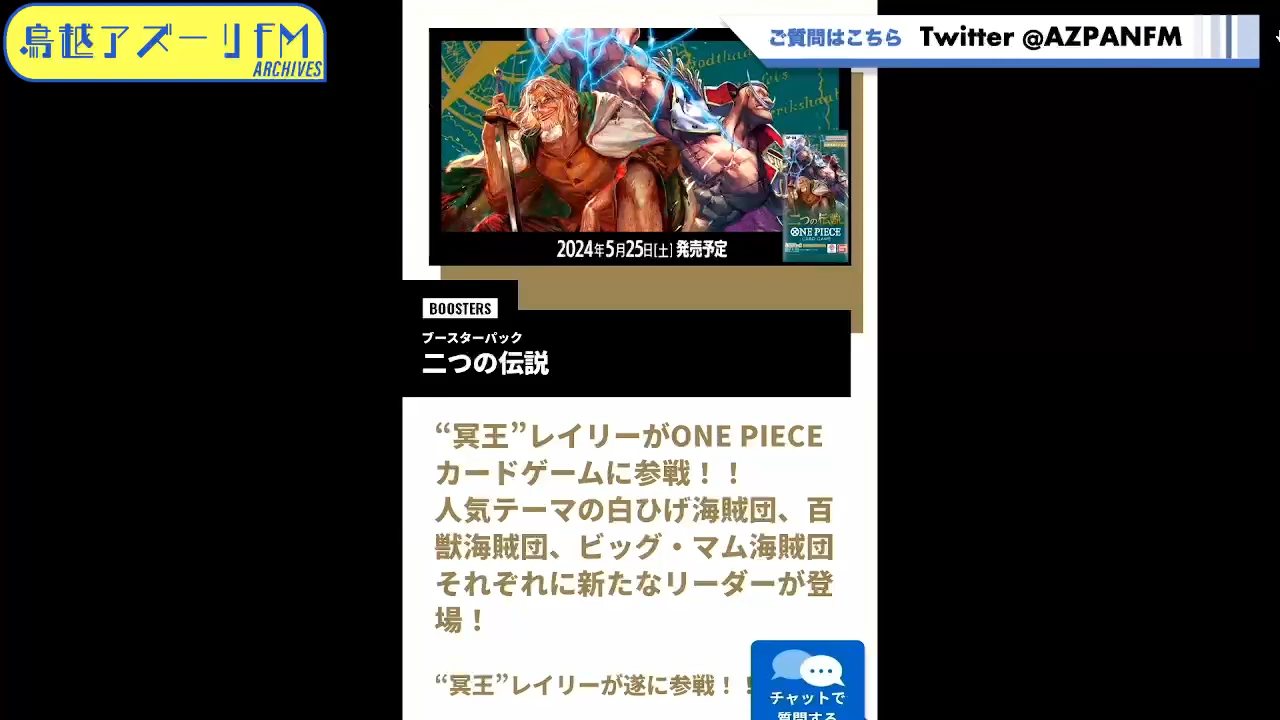 鳥越アズーリFM
ARCHIVES
ご質問はこちら Twitter @AZPANFM
2024年5月25日[土]発売予定
二つの伝説
ONE PIECE
CARD GAME
BOOSTERS
ブースターパック
二つの伝説
“冥王”レイリーがONE PIECE
カードゲームに参戦！！
人気テーマの白ひげ海賊団、百
獣海賊団、ビッグ・マム海賊団
それぞれに新たなリーダーが登
場！
“冥王”レイリーが遂に参戦！！
チャットで
質問する